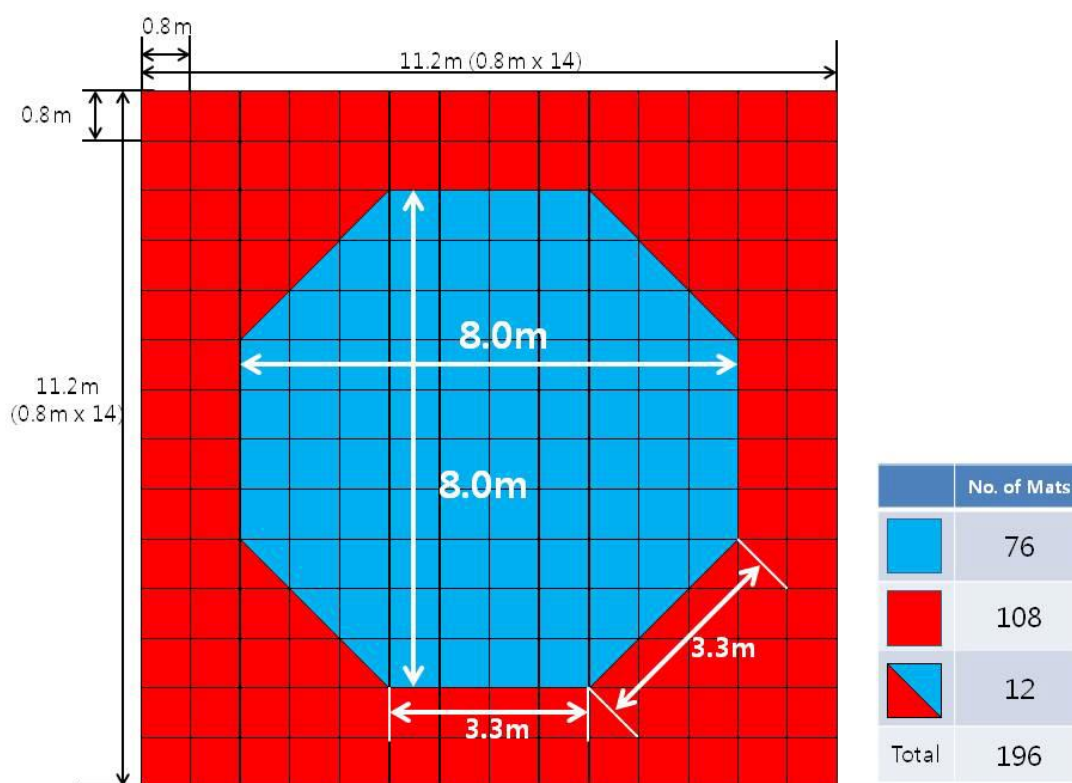 0.8m
11.2m (0.8m x 14)
0.8m
8.0m
11.2m
(0.8m x 14)
8.0m
3.3m
3.3m
No. of Mats
76
108
12
Total 196